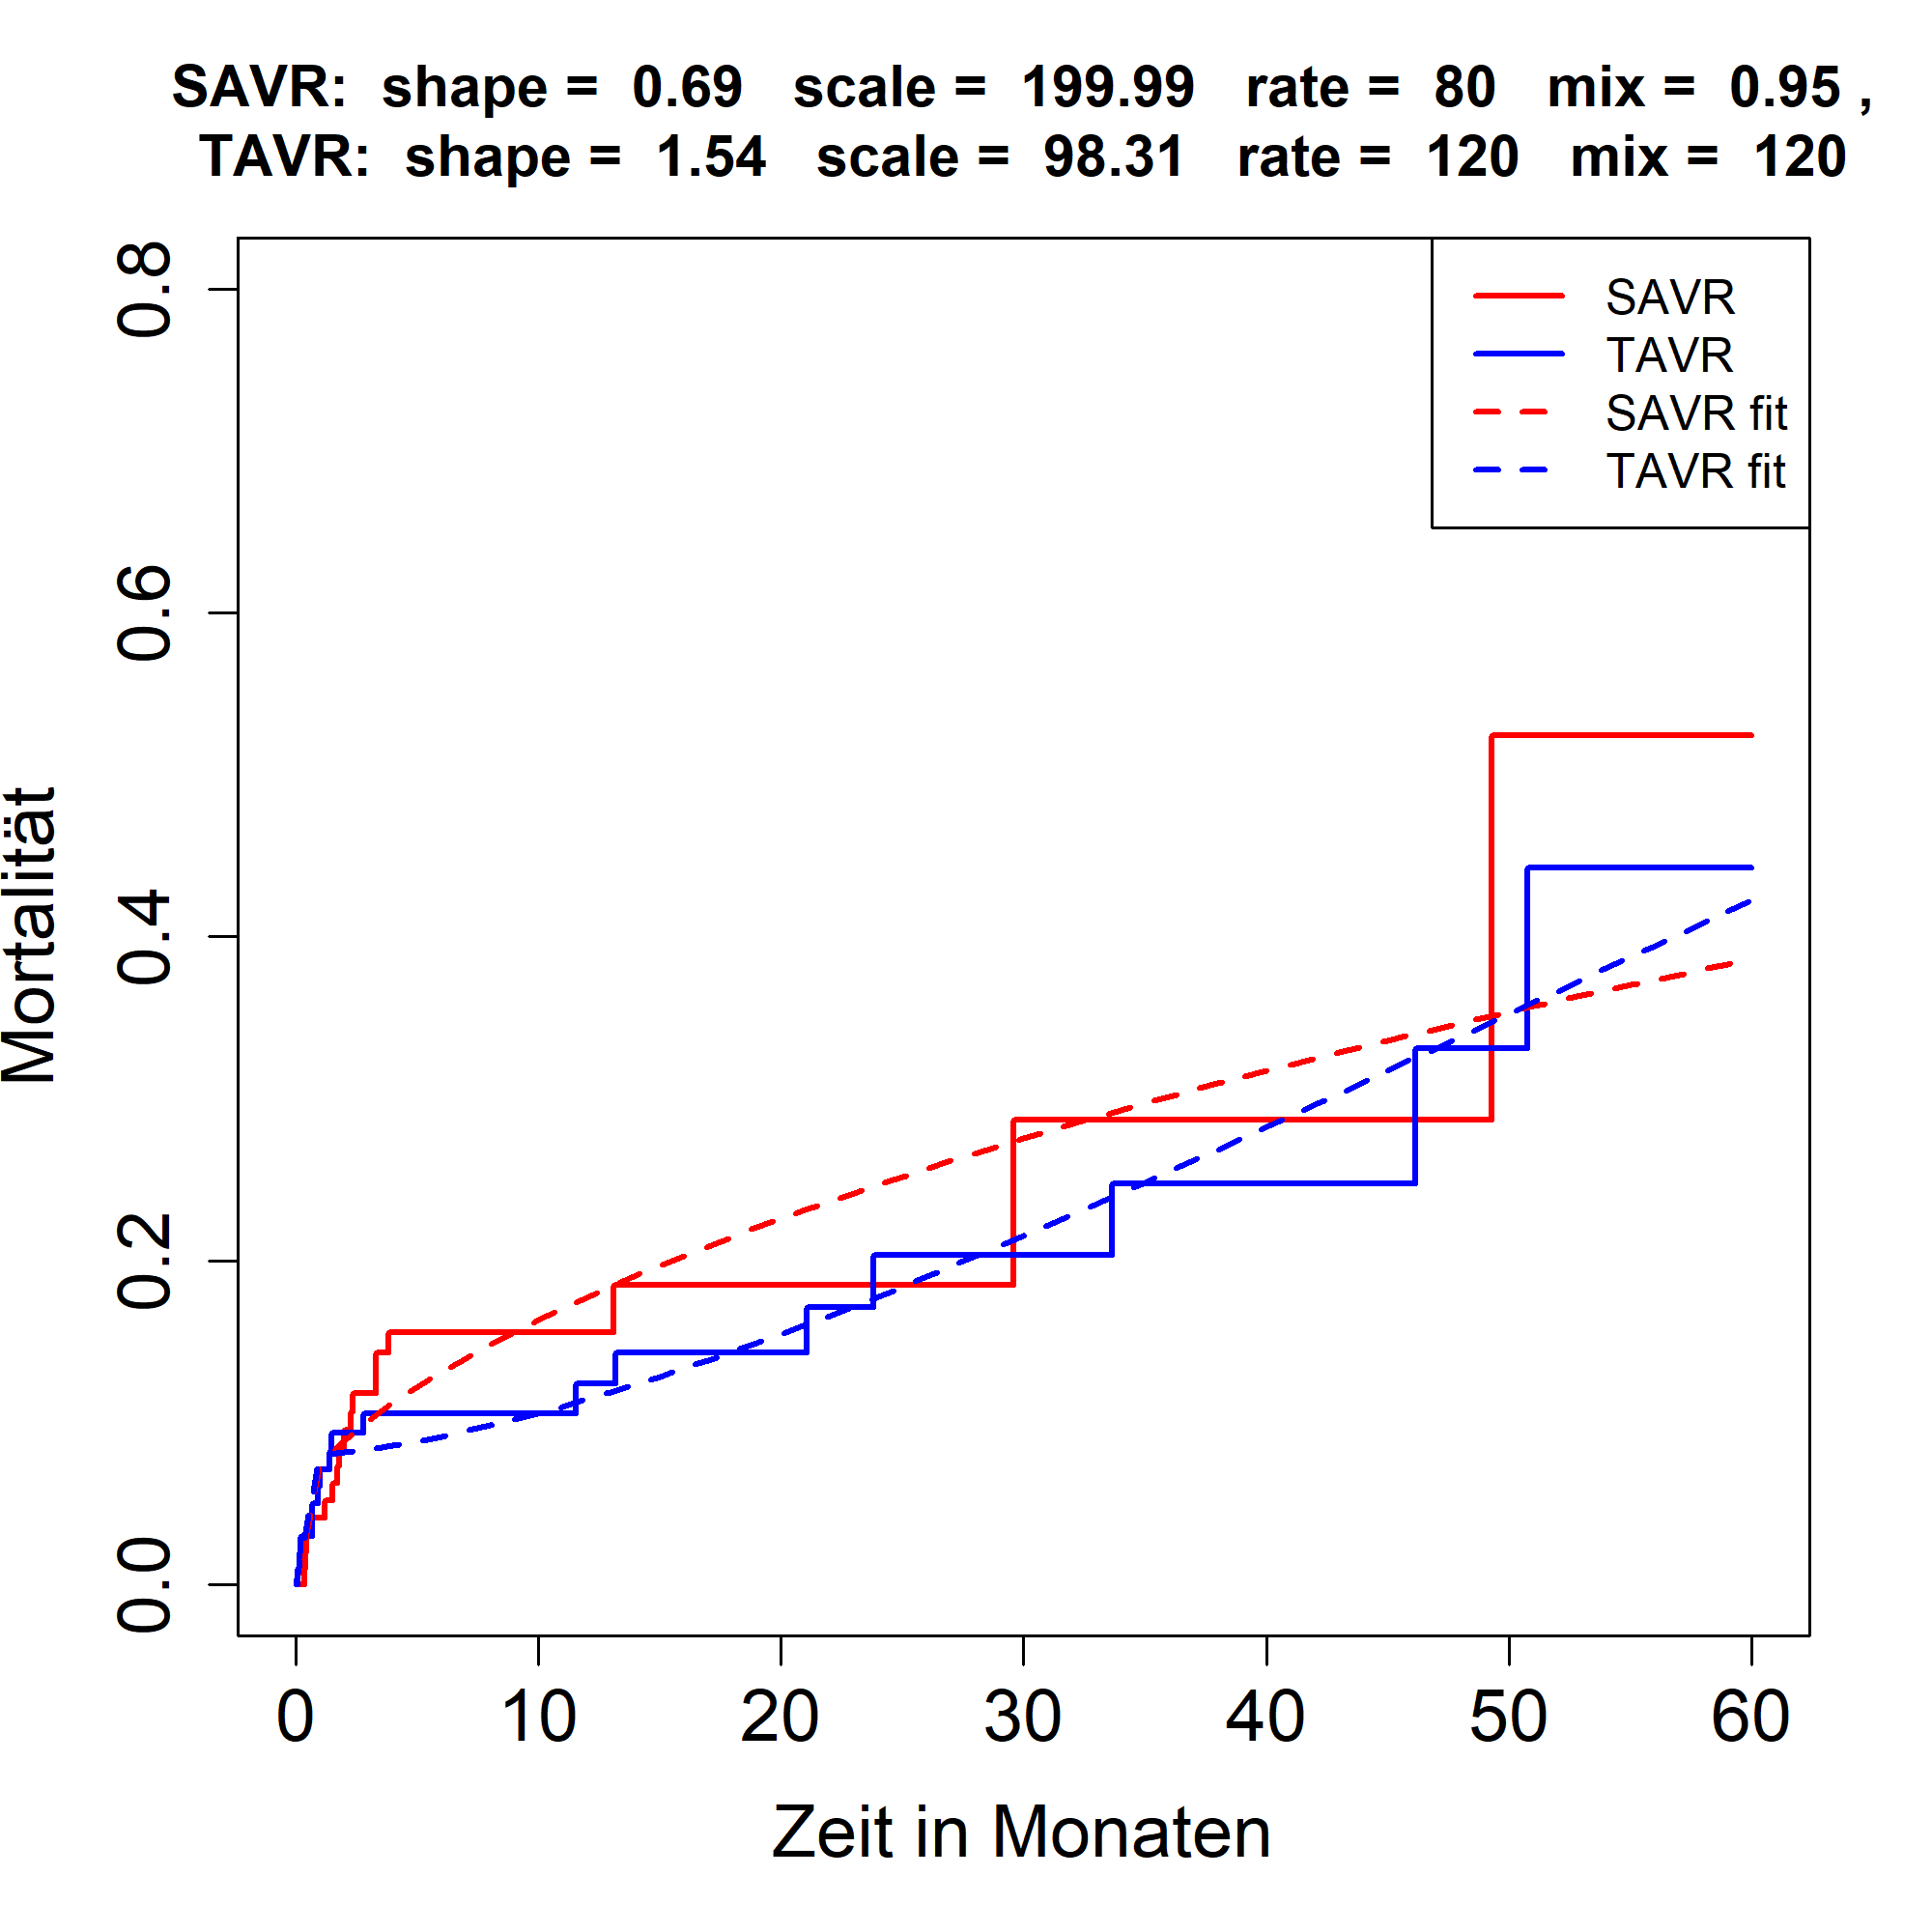 SAVR: shape = 0.69 scale = 199.99 rate = 80 mix = 0.95 ,
TAVR: shape = 1.54 scale = 98.31 rate = 120 mix = 120
SAVR
TAVR
SAVR fit
TAVR fit
Mortalität
0.8
0.6
0.4
0.2
0.0
0 10 20 30 40 50 60
Zeit in Monaten